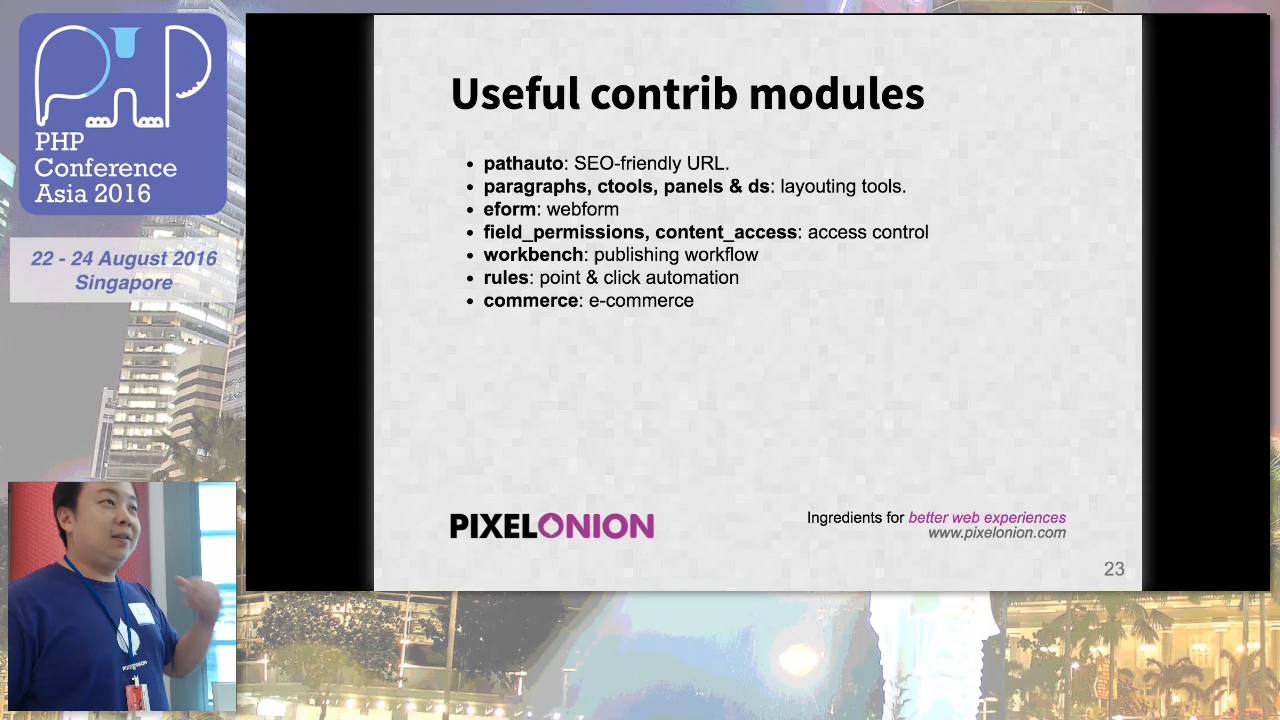 PHP
PHP
Conference
Asia 2016
22 - 24 August 2016
Singapore
Useful contrib modules
• pathauto: SEO-friendly URL.
• paragraphs, ctools, panels & ds: layouting tools.
• eform: webform
• field_permissions, content_access: access control
• workbench: publishing workflow
• rules: point & click automation
• commerce: e-commerce
PIXELONION
Ingredients for better web experiences
www.pixelonion.com
23